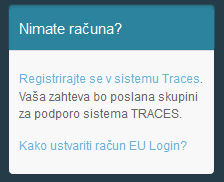 Nimate računa?
Registrirajte se v sistemu Traces.
Vaša zahteva bo poslana skupini
za podporo sistema TRACES.
Kako ustvariti račun EU Login?